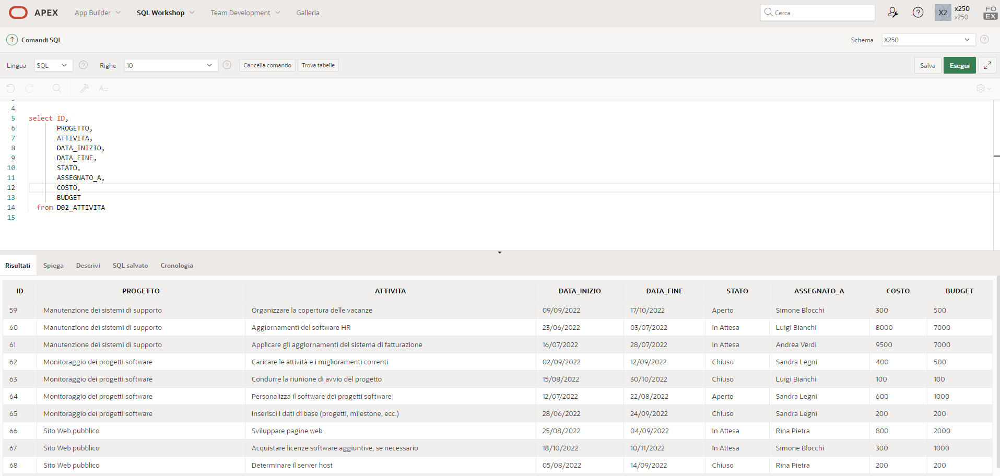 APEX App Builder SQL Workshop Team Development Galleria Cerca X2 x250 x250 FO EX
Comandi SQL Schema X250
Lingua SQL Righe 10 Cancella comando Trova tabelle Salva Esegui
4
5 select ID,
6 PROGETTO,
7 ATTIVITA,
8 DATA_INIZIO,
9 DATA_FINE,
10 STATO,
11 ASSEGNATO_A,
12 COSTO,
13 BUDGET
14 from D02_ATTIVITA
15
Risultati Spiega Descrivi SQL salvato Cronologia
ID PROGETTO ATTIVITA DATA_INIZIO DATA_FINE STATO ASSEGNATO_A COSTO BUDGET
59 Manutenzione dei sistemi di supporto Organizzare la copertura delle vacanze 09/09/2022 17/10/2022 Aperto Simone Blocchi 300 500
60 Manutenzione dei sistemi di supporto Aggiornamenti del software HR 23/06/2022 03/07/2022 In Attesa Luigi Bianchi 8000 7000
61 Manutenzione dei sistemi di supporto Applicare gli aggiornamenti del sistema di fatturazione 16/07/2022 28/07/2022 In Attesa Andrea Verdi 9500 7000
62 Monitoraggio dei progetti software Caricare le attività e i miglioramenti correnti 02/09/2022 12/09/2022 Chiuso Sandra Legni 400 500
63 Monitoraggio dei progetti software Condurre la riunione di avvio del progetto 15/08/2022 30/10/2022 Chiuso Luigi Bianchi 100 100
64 Monitoraggio dei progetti software Personalizza il software dei progetti software 12/07/2022 22/08/2022 Aperto Sandra Legni 600 1000
65 Monitoraggio dei progetti software Inserisci i dati di base (progetti, milestone, ecc.) 28/06/2022 24/09/2022 Chiuso Sandra Legni 200 200
66 Sito Web pubblico Sviluppare pagine web 25/08/2022 04/09/2022 In Attesa Rina Pietra 800 2000
67 Sito Web pubblico Acquistare licenze software aggiuntive, se necessario 18/10/2022 10/11/2022 In Attesa Simone Blocchi 300 1000
68 Sito Web pubblico Determinare il server host 05/08/2022 14/09/2022 Chiuso Rina Pietra 200 200